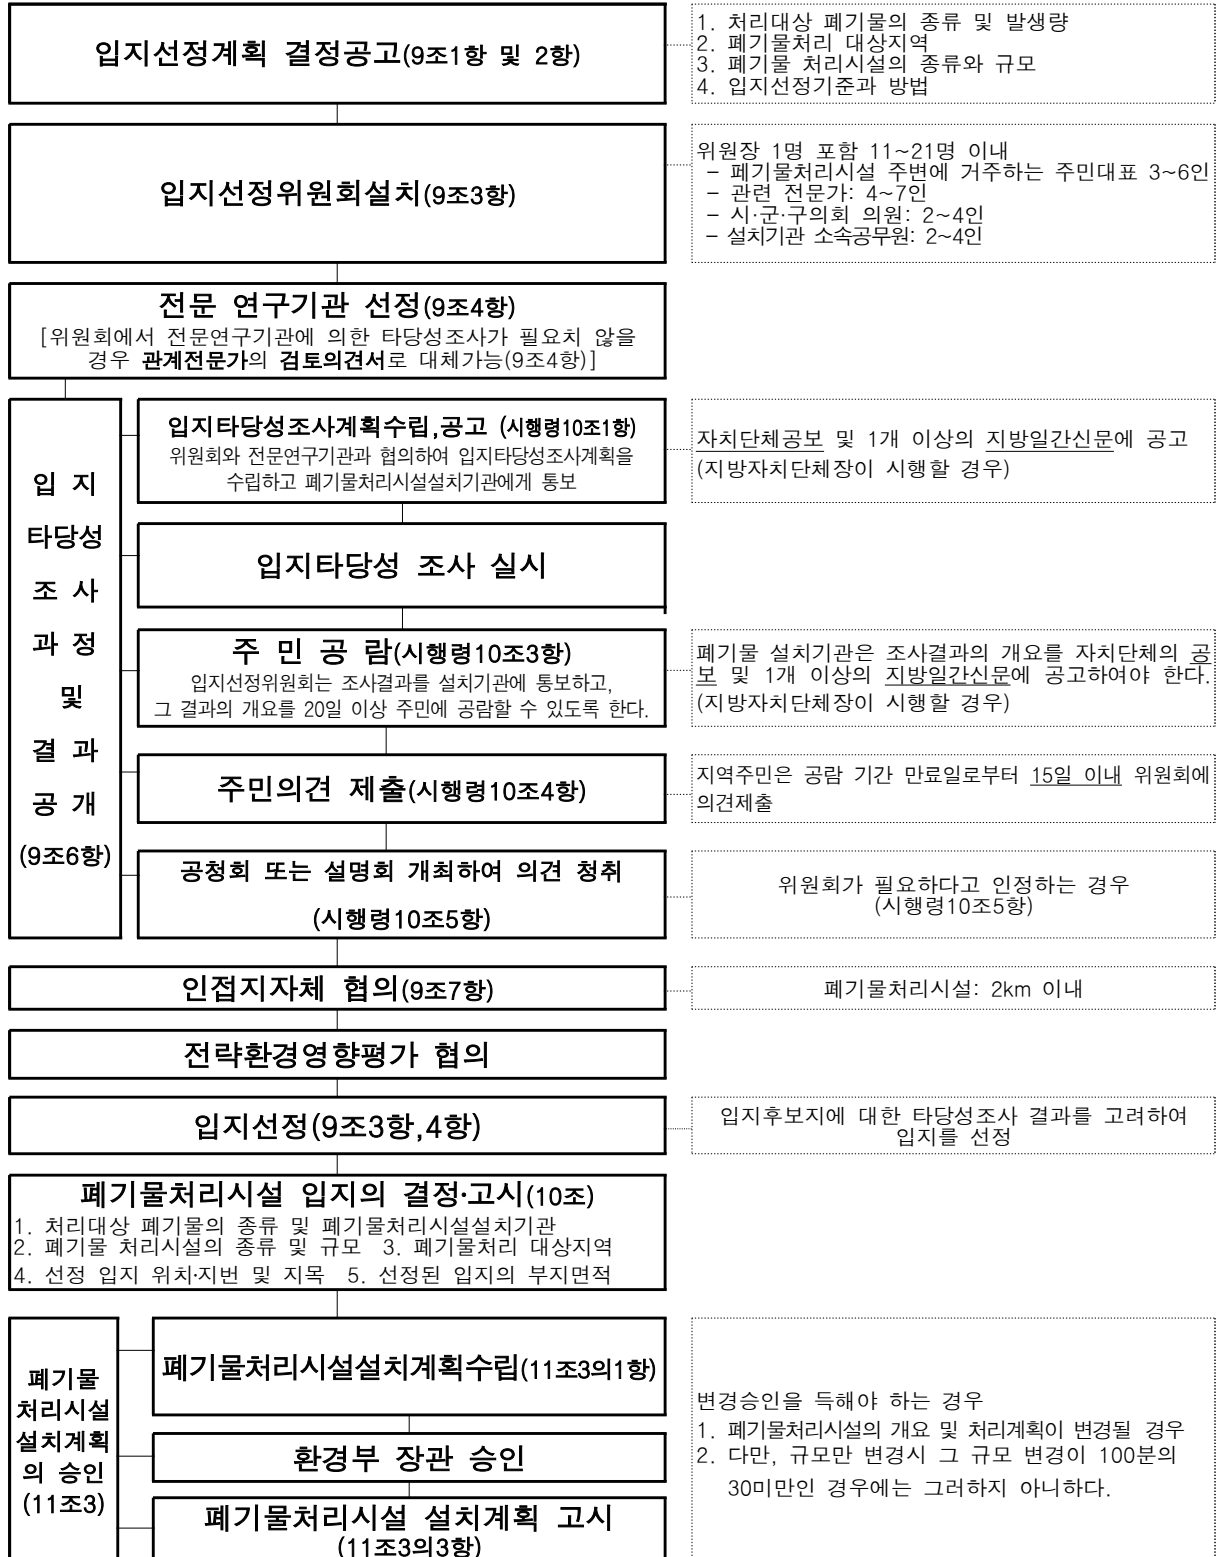 입지선정계획 결정공고(9조1항 및 2항)
1. 처리대상 폐기물의 종류 및 발생량
2. 폐기물처리 대상지역
3. 폐기물 처리시설의 종류와 규모
4. 입지선정기준과 방법
입지선정위원회설치(9조3항)
위원장 1명 포함 11~21명 이내
- 페기물처리시설 주변에 거주하는 주민대표 3~6인
- 관련 전문가: 4~7인
- 시·군·구의회 의원: 2~4인
- 설치기관 소속공무원: 2~4인
전문 연구기관 선정(9조4항)
[위원회에서 전문연구기관에 의한 타당성조사가 필요치 않을
경우 관계전문가의 검토의견서로 대체가능(9조4항)]
입 지
타당성
조 사
과 정
및
결 과
공 개
(9조6항)
입지타당성조사계획수립,공고 (시행령10조1항)
위원회와 전문연구기관과 협의하여 입지타당성조사계획을
수립하고 폐기물처리시설설치기관에게 통보
자치단체공보 및 1개 이상의 지방일간신문에 공고
(지방자치단체장이 시행할 경우)
입지타당성 조사 실시
주 민 공 람(시행령10조3항)
입지선정위원회는 조사결과를 설치기관에 통보하고,
그 결과의 개요를 20일 이상 주민에 공람할 수 있도록 한다.
폐기물 설치기관은 조사결과의 개요를 자치단체의 공
보 및 1개 이상의 지방일간신문에 공고하여야 한다.
(지방자치단체장이 시행할 경우)
주민의견 제출(시행령10조4항)
지역주민은 공람 기간 만료일로부터 15일 이내 위원회에
의견제출
공청회 또는 설명회 개최하여 의견 청취
(시행령10조5항)
위원회가 필요하다고 인정하는 경우
(시행령10조5항)
인접지자체 협의(9조7항)
폐기물처리시설: 2km 이내
전략환경영향평가 협의
입지선정(9조3항,4항)
입지후보지에 대한 타당성조사 결과를 고려하여
입지를 선정
폐기물처리시설 입지의 결정·고시(10조)
1. 처리대상 폐기물의 종류 및 폐기물처리시설설치기관
2. 폐기물 처리시설의 종류 및 규모 3. 폐기물처리 대상지역
4. 선정 입지 위치·지번 및 지목 5. 선정된 입지의 부지면적
폐기물
처리시설
설치계획
의 승인
(11조3)
폐기물처리시설설치계획수립(11조3의1항)
환경부 장관 승인
폐기물처리시설 설치계획 고시
(11조3의3항)
변경승인을 득해야 하는 경우
1. 폐기물처리시설의 개요 및 처리계획이 변경될 경우
2. 다만, 규모만 변경시 그 규모 변경이 100분의
30미만인 경우에는 그러하지 아니하다.